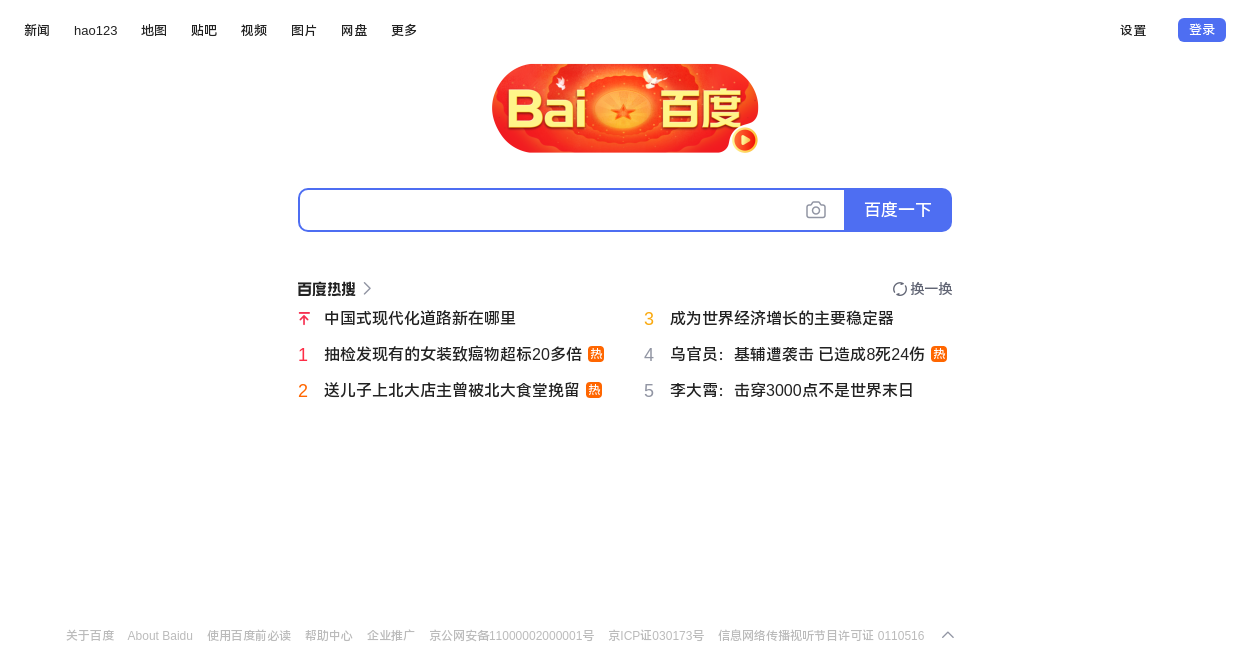 新闻 hao123 地图 贴吧 视频 图片 网盘 更多 设置 登录
Bai 百度
百度一下
百度热搜 换一换
中国式现代化道路新在哪里
1 抽检发现有的女装致癌物超标20多倍 热
2 送儿子上北大店主曾被北大食堂挽留 热
3 成为世界经济增长的主要稳定器
4 乌官员：基辅遭袭击 已造成8死24伤 热
5 李大霄：击穿3000点不是世界末日
关于百度 About Baidu 使用百度前必读 帮助中心 企业推广 京公网安备11000002000001号 京ICP证030173号 信息网络传播视听节目许可证 0110516